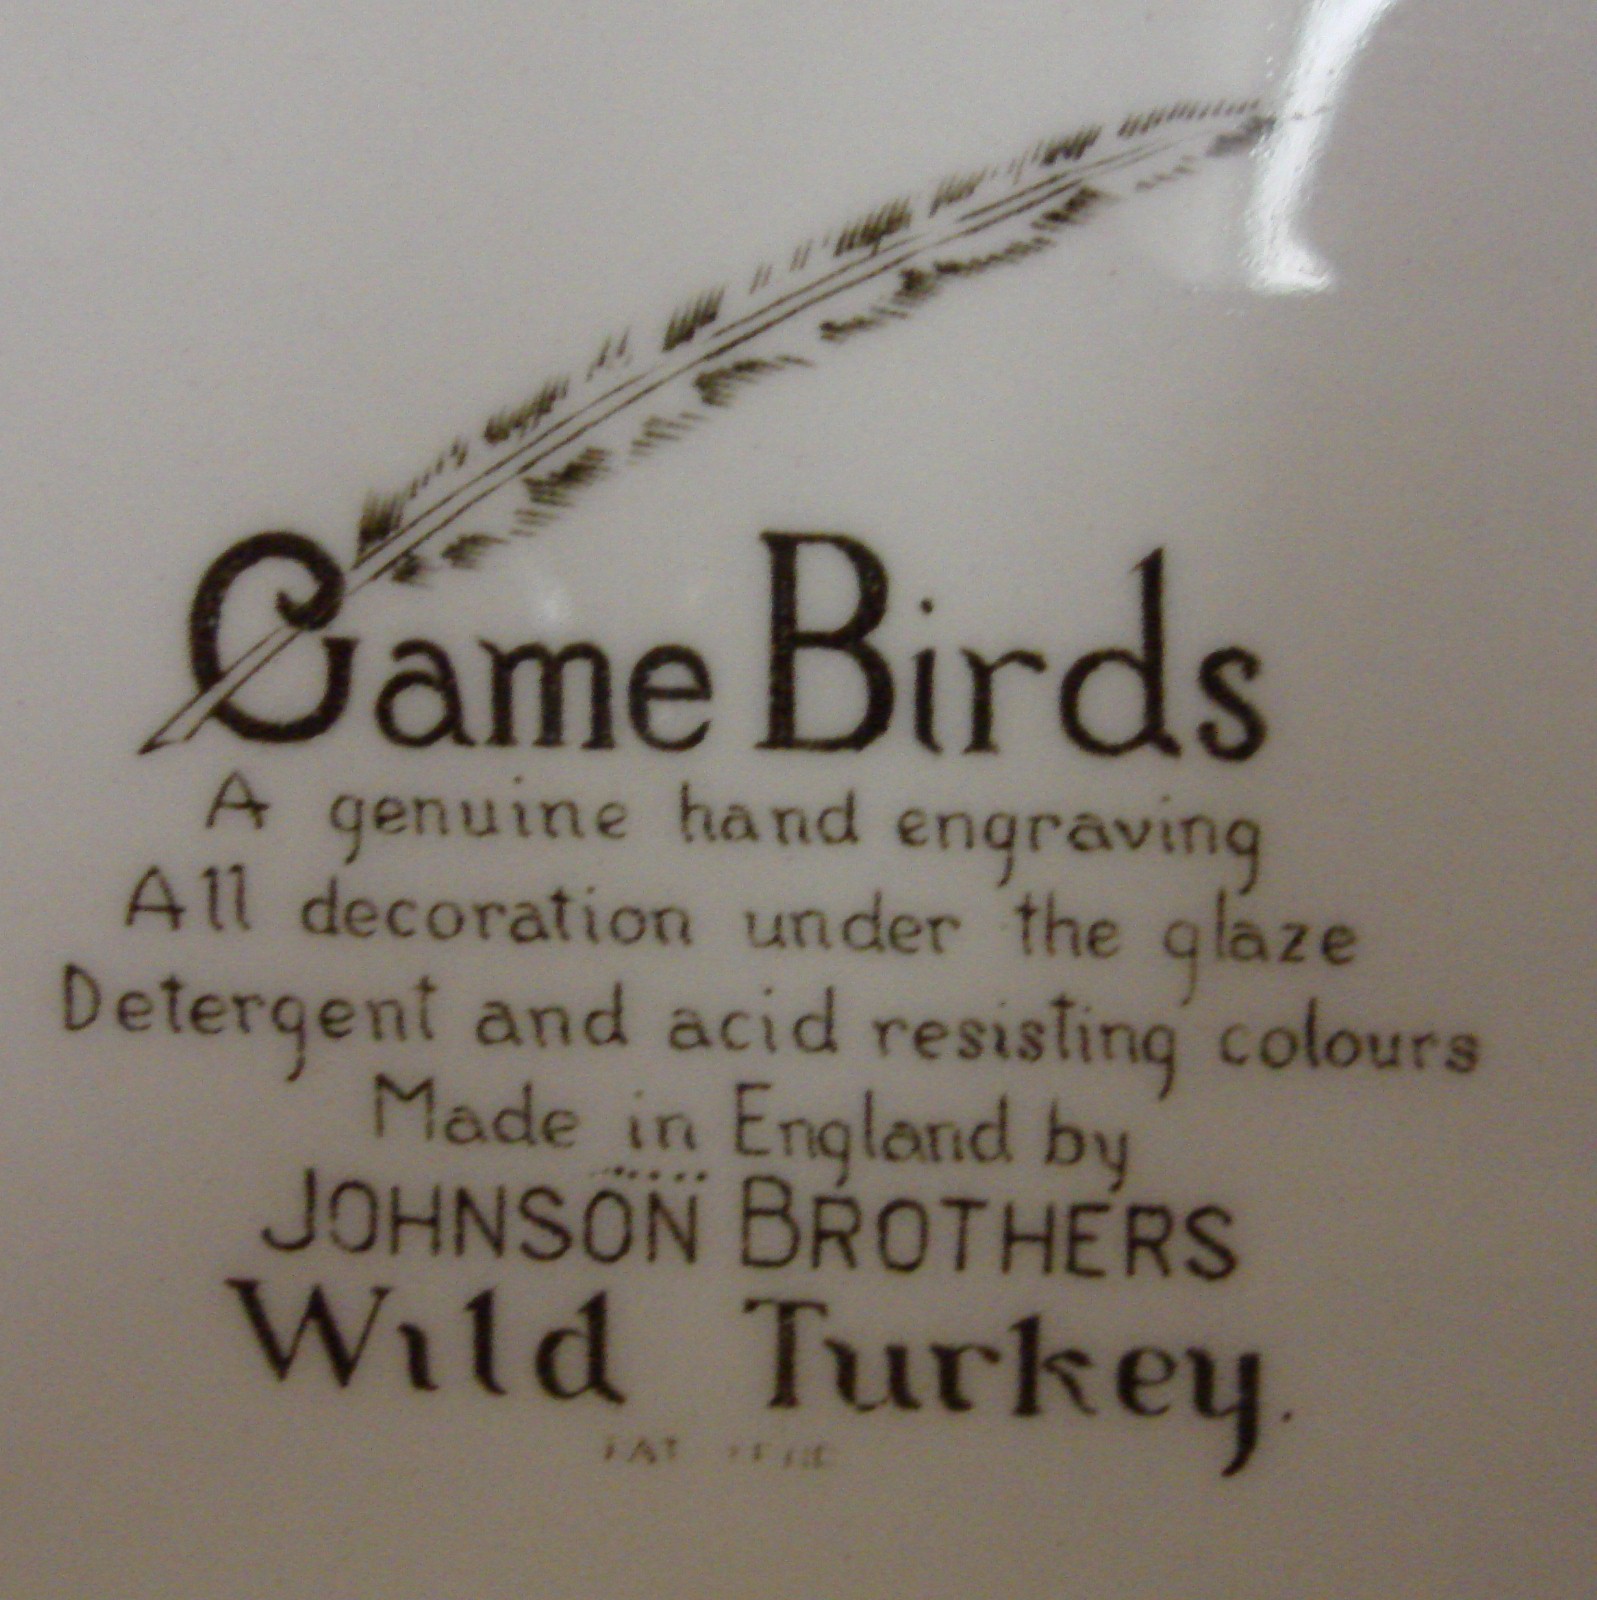 Game Birds
A genuine hand engraving
All decoration under the glaze
Detergent and acid resisting colours
Made in England by
JOHNSON BROTHERS
Wild Turkey.